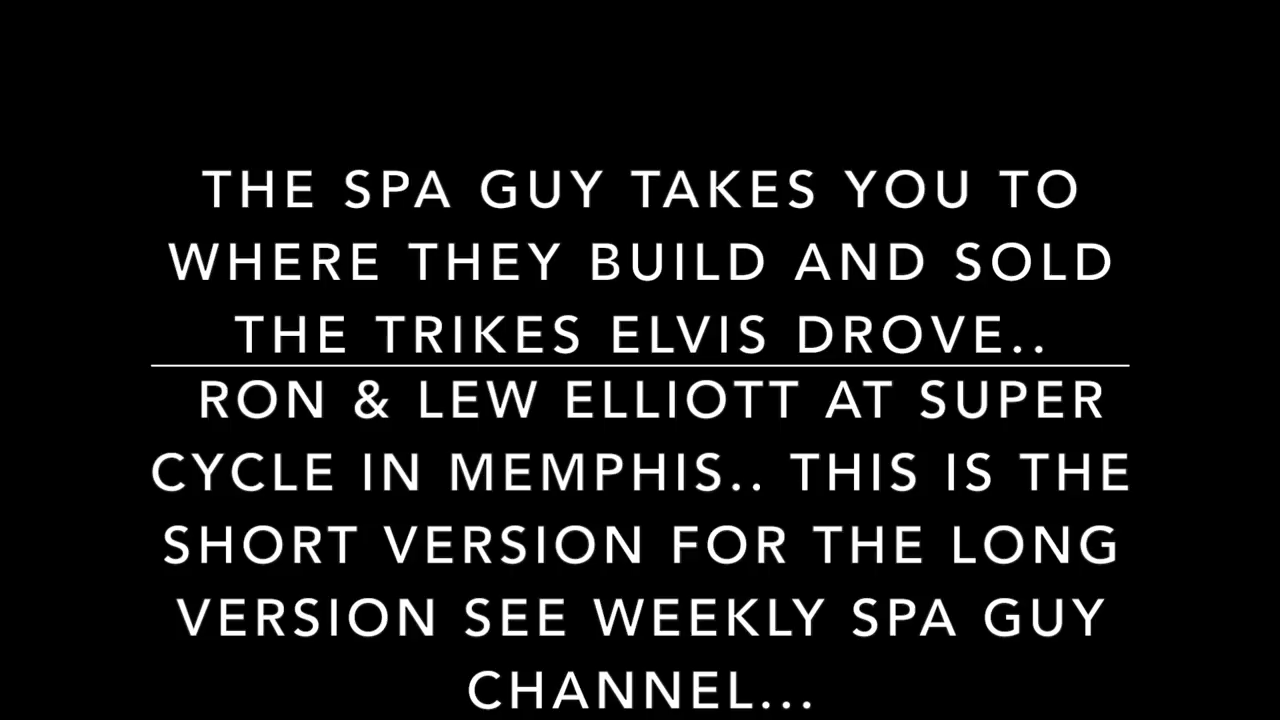 THE SPA GUY TAKES YOU TO
WHERE THEY BUILD AND SOLD
THE TRIKES ELVIS DROVE..
RON & LEW ELLIOTT AT SUPER
CYCLE IN MEMPHIS.. THIS IS THE
SHORT VERSION FOR THE LONG
VERSION SEE WEEKLY SPA GUY
CHANNEL...